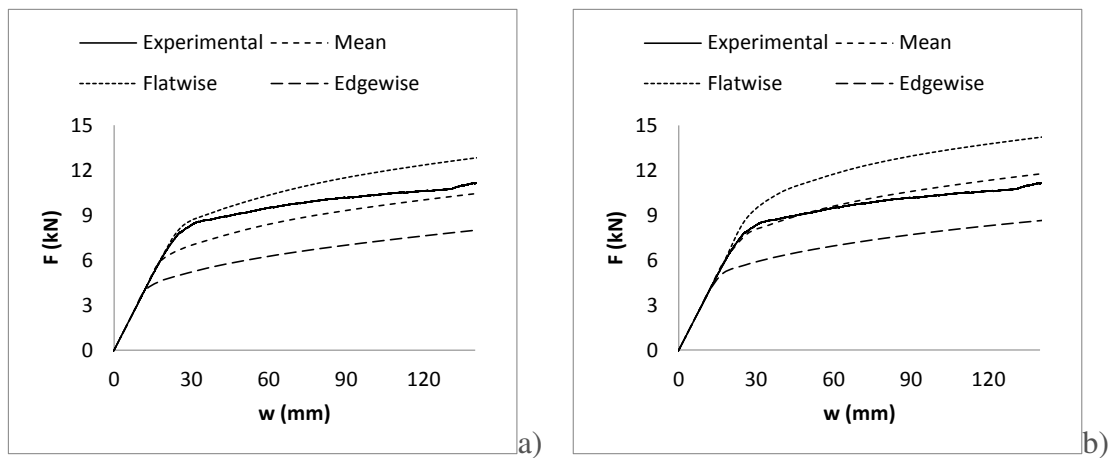 Experimental Mean
Flatwise Edgewise
15
12
9
6
3
0
F (kN)
0 30 60 90 120
w (mm)
a)
Experimental Mean
Flatwise Edgewise
15
12
9
6
3
0
F (kN)
0 30 60 90 120
w (mm)
b)